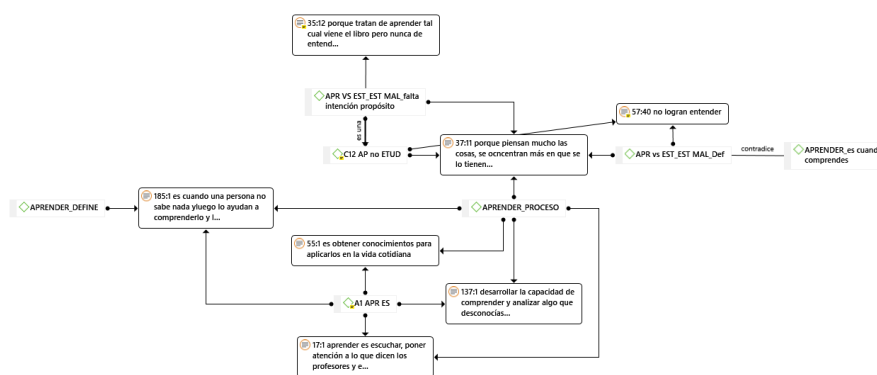 35:12 porque tratan de aprender tal
cual viene el libro pero nunca de
entend...
APR VS EST_EST MAL_falta
intención propósito
57:40 no logran entender
es una
37:11 porque piensan mucho las
cosas, se ocncentran más en que se
lo tienen...
C12 AP no ETUD
APR vs EST_EST MAL_Def
contradice
APRENDER_es cuand
comprendes
185:1 es cuando una persona no
sabe nada yluego lo ayudan a
comprenderlo y l...
APRENDER_DEFINE
APRENDER_PROCESO
55:1 es obtener conocimientos para
aplicarlos en la vida cotidiana
137:1 desarrollar la capacidad de
comprender y analizar algo que
desconocías...
A1 APR ES
17:1 aprender es escuchar, poner
atención a lo que dicen los
profesores y e...